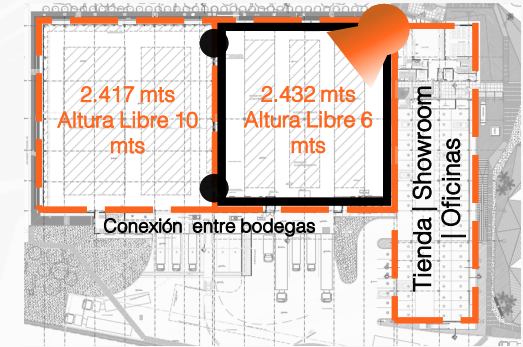 2.417 mts
Altura Libre 10
mts
2.432 mts
Altura Libre 6
mts
Tienda | Showroom
| Oficinas
Conexión entre bodegas